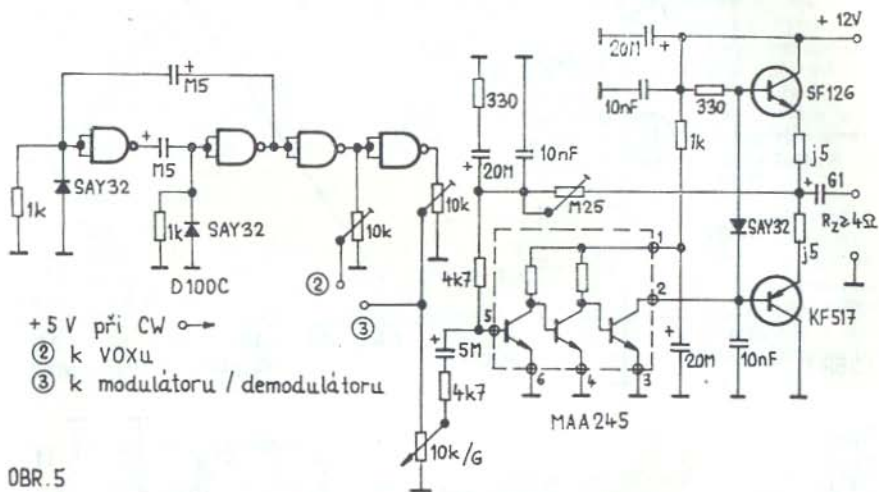 + 12V
20M +
M5 +
SF126
330
10nF
330
1k
j5
+ M5
20M +
10nF
G1 +
SAY32
M25
SAY32
R_Z ≥ 4Ω
1k
1k
SAY32
10k
10k
1
j5
4k7
2
D100C
②
KF517
+ 5 V při CW
③
5
+
5M
+
20M
10nF
② k VOXu
③ k modulátoru / demodulátoru
4k7
6
4
3
MAA245
10k/G
OBR.5